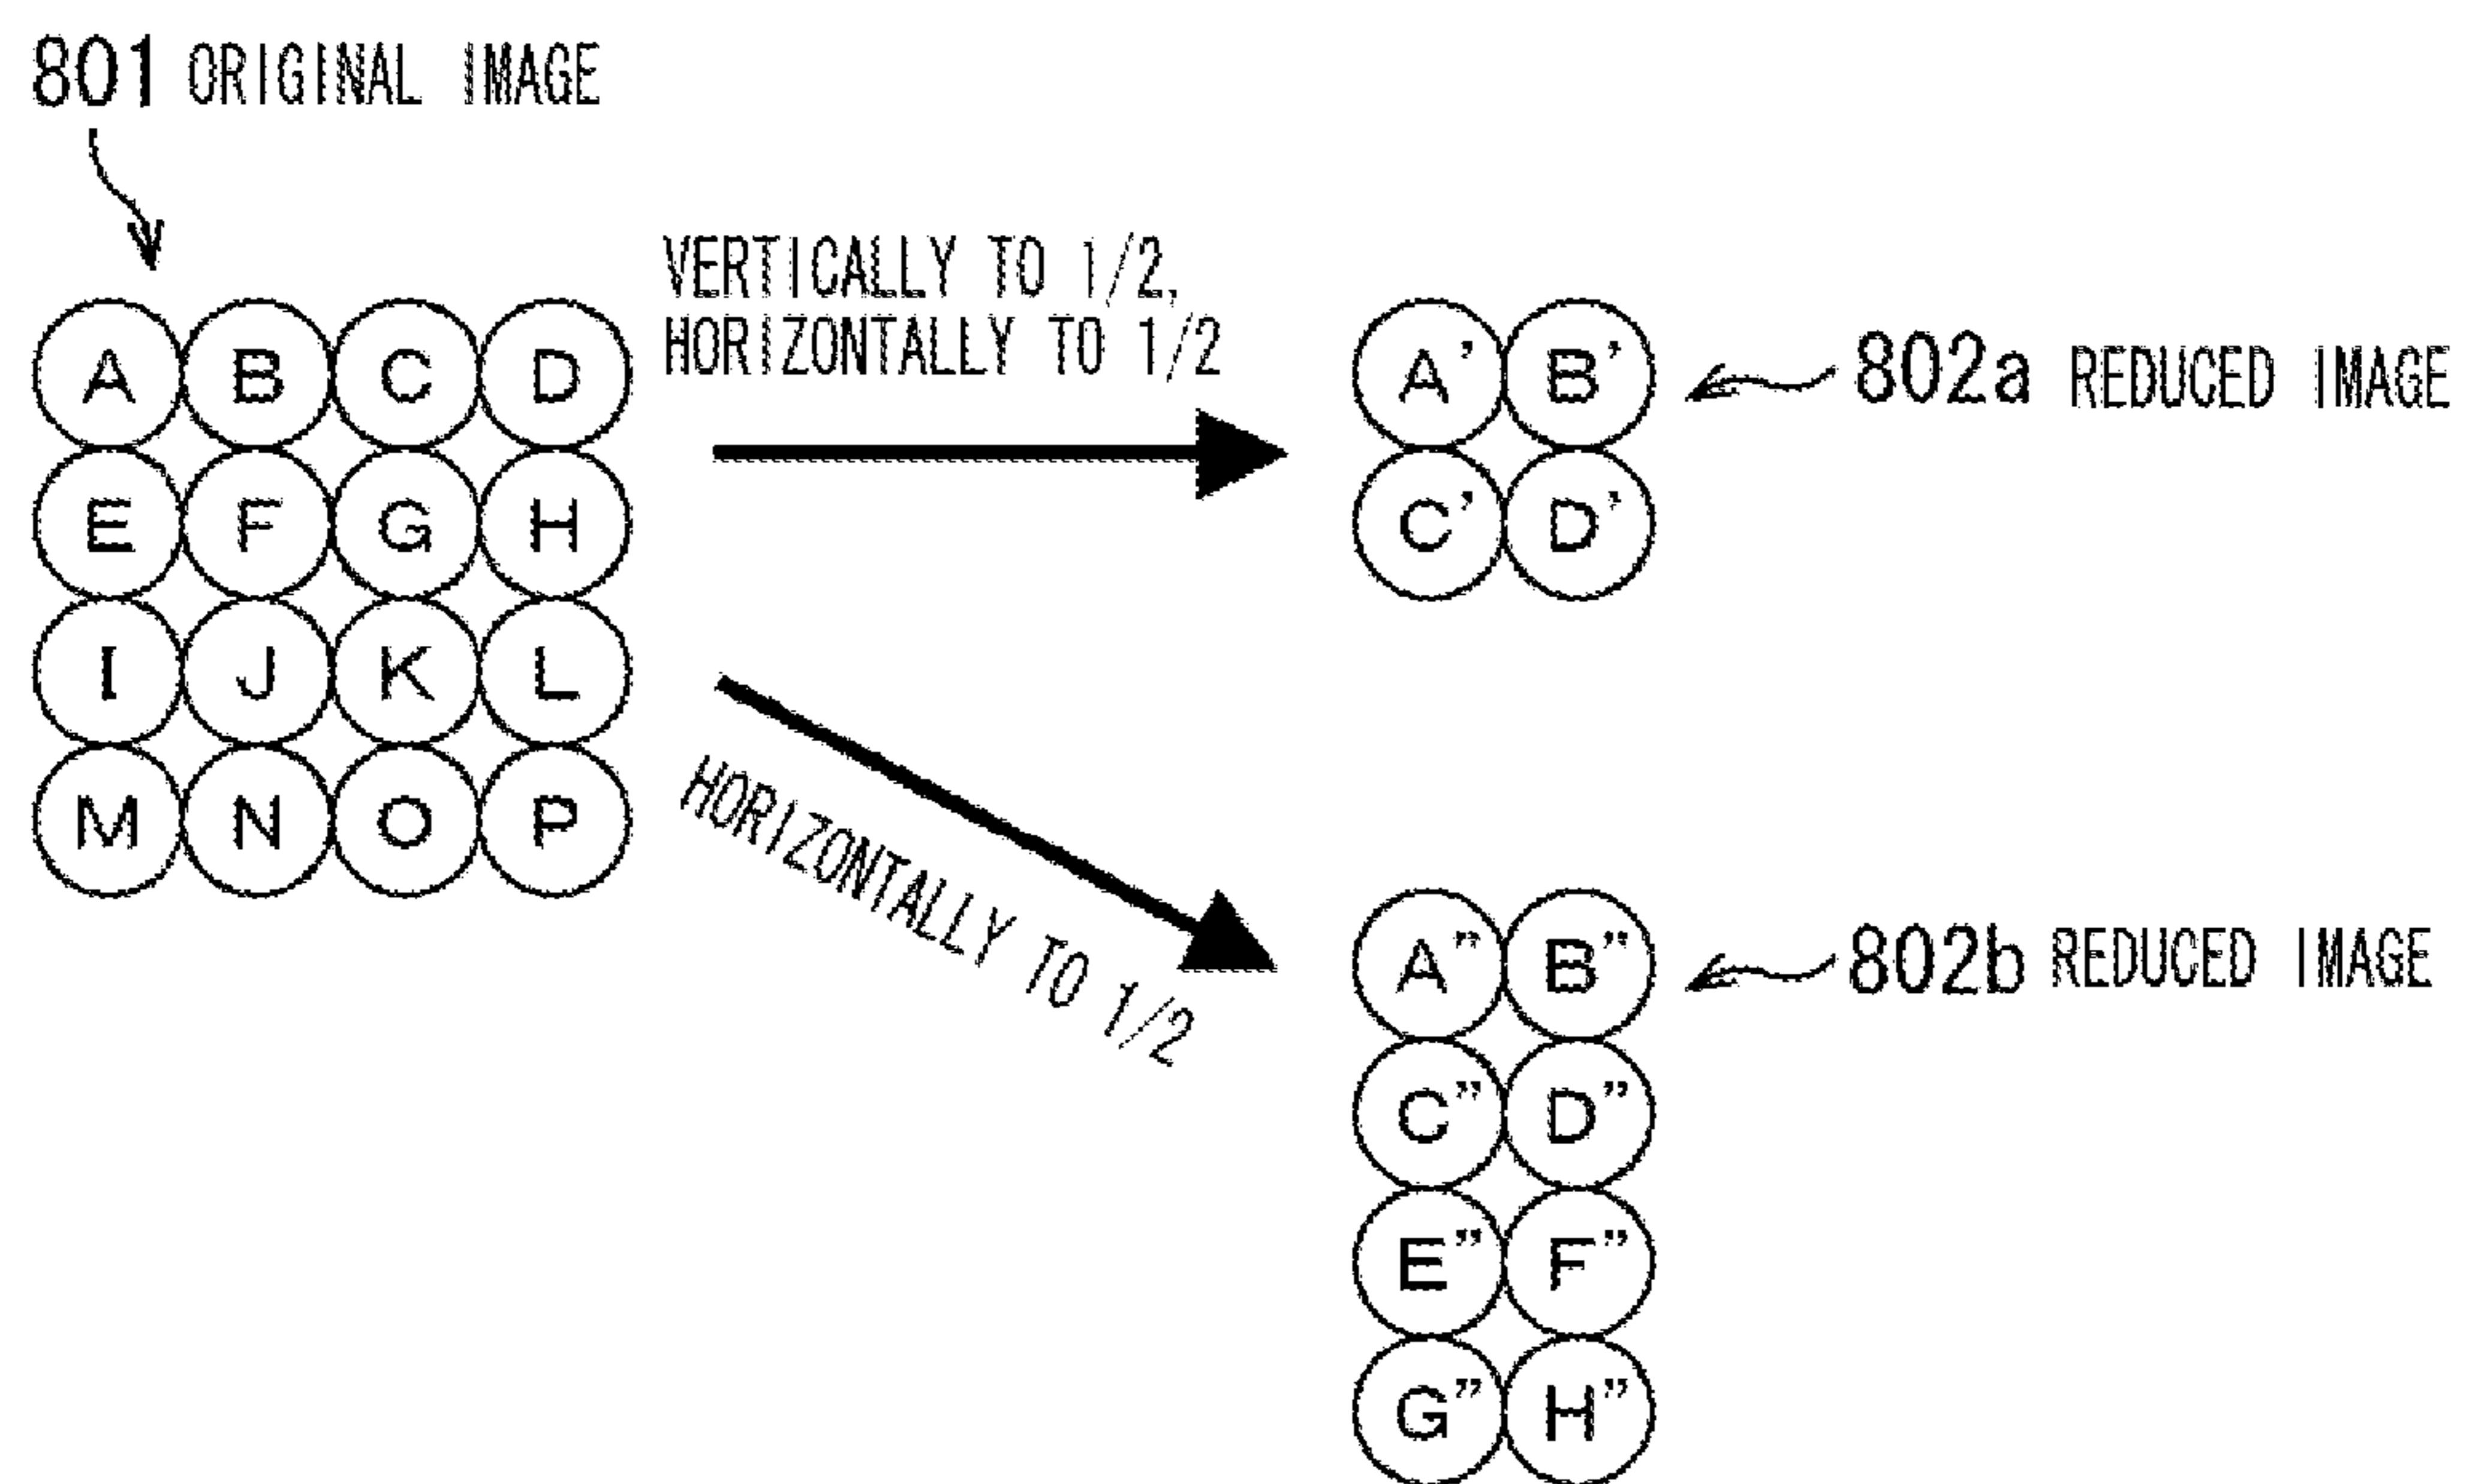 801 ORIGINAL IMAGE
VERTICALLY TO 1/2,
HORIZONTALLY TO 1/2
A B C D
E F G H
I J K L
M N O P
A' B'
C' D'
802a REDUCED IMAGE
HORIZONTALLY TO 1/2
A" B"
C" D"
E" F"
G" H"
802b REDUCED IMAGE